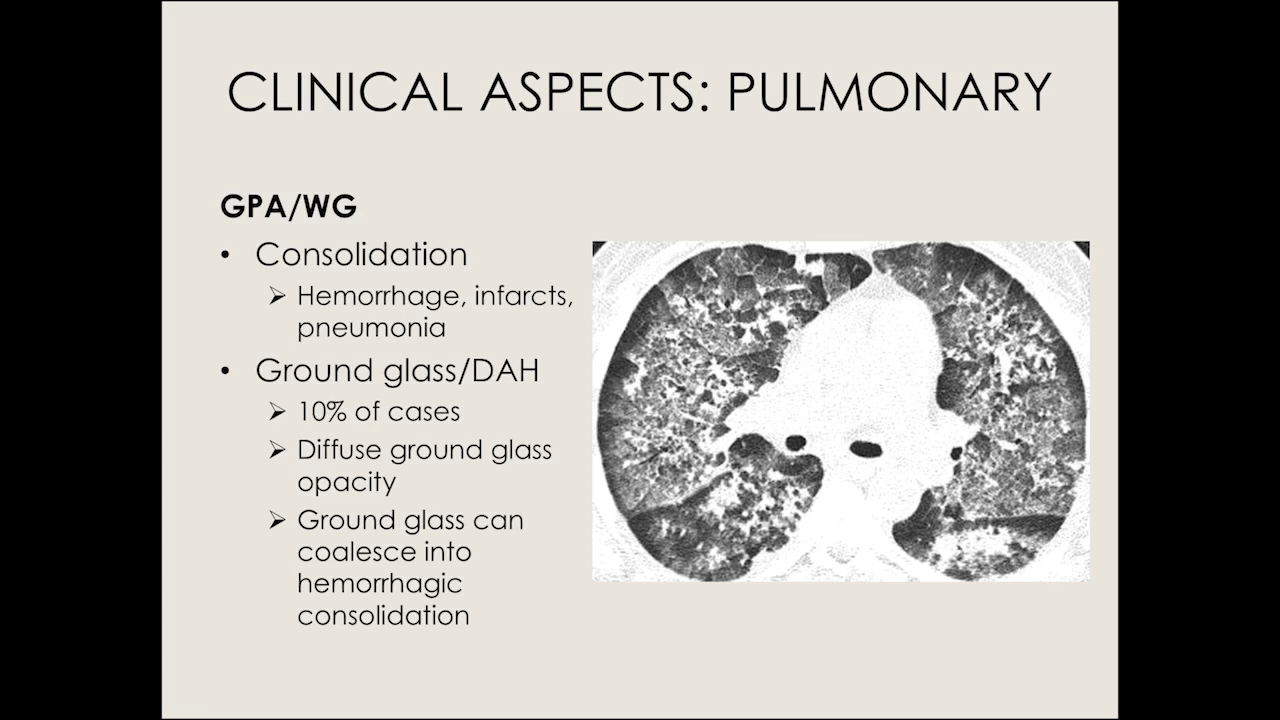 CLINICAL ASPECTS: PULMONARY
GPA/WG
• Consolidation
➢ Hemorrhage, infarcts,
pneumonia
• Ground glass/DAH
➢ 10% of cases
➢ Diffuse ground glass
opacity
➢ Ground glass can
coalesce into
hemorrhagic
consolidation